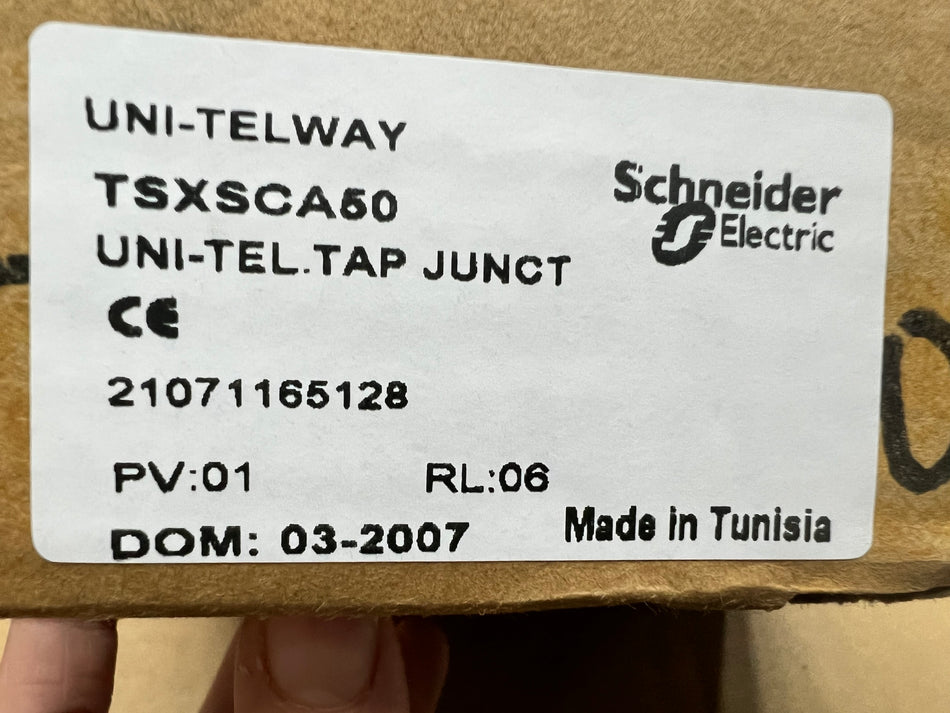 UNI-TELWAY
TSXSCA50
UNI-TEL.TAP JUNCT
CE
21071165128
PV:01 RL:06
DOM: 03-2007
Schneider
Electric
Made in Tunisia